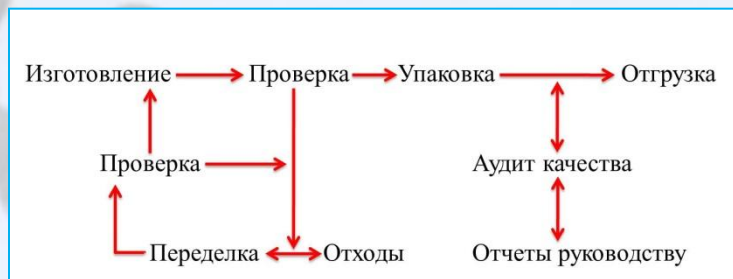 Изготовление Проверка Упаковка Отгрузка
Проверка Аудит качества
Переделка Отходы Отчеты руководству